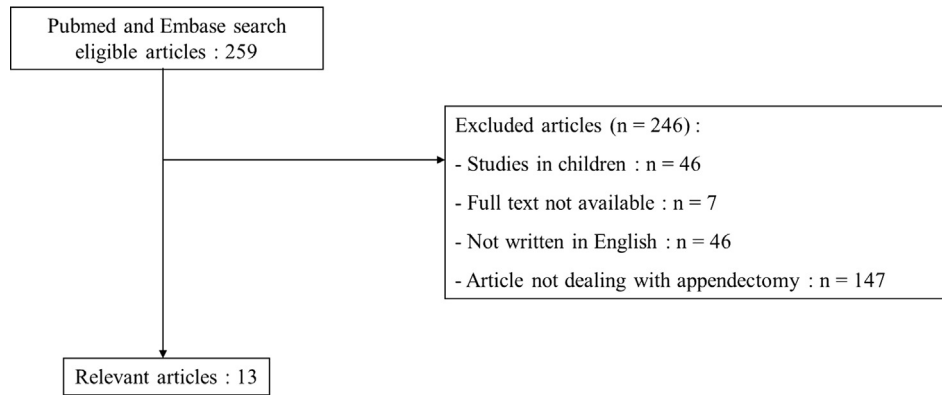 Pubmed and Embase search
eligible articles : 259
Excluded articles (n = 246) :
- Studies in children : n = 46
- Full text not available : n = 7
- Not written in English : n = 46
- Article not dealing with appendectomy : n = 147
Relevant articles : 13